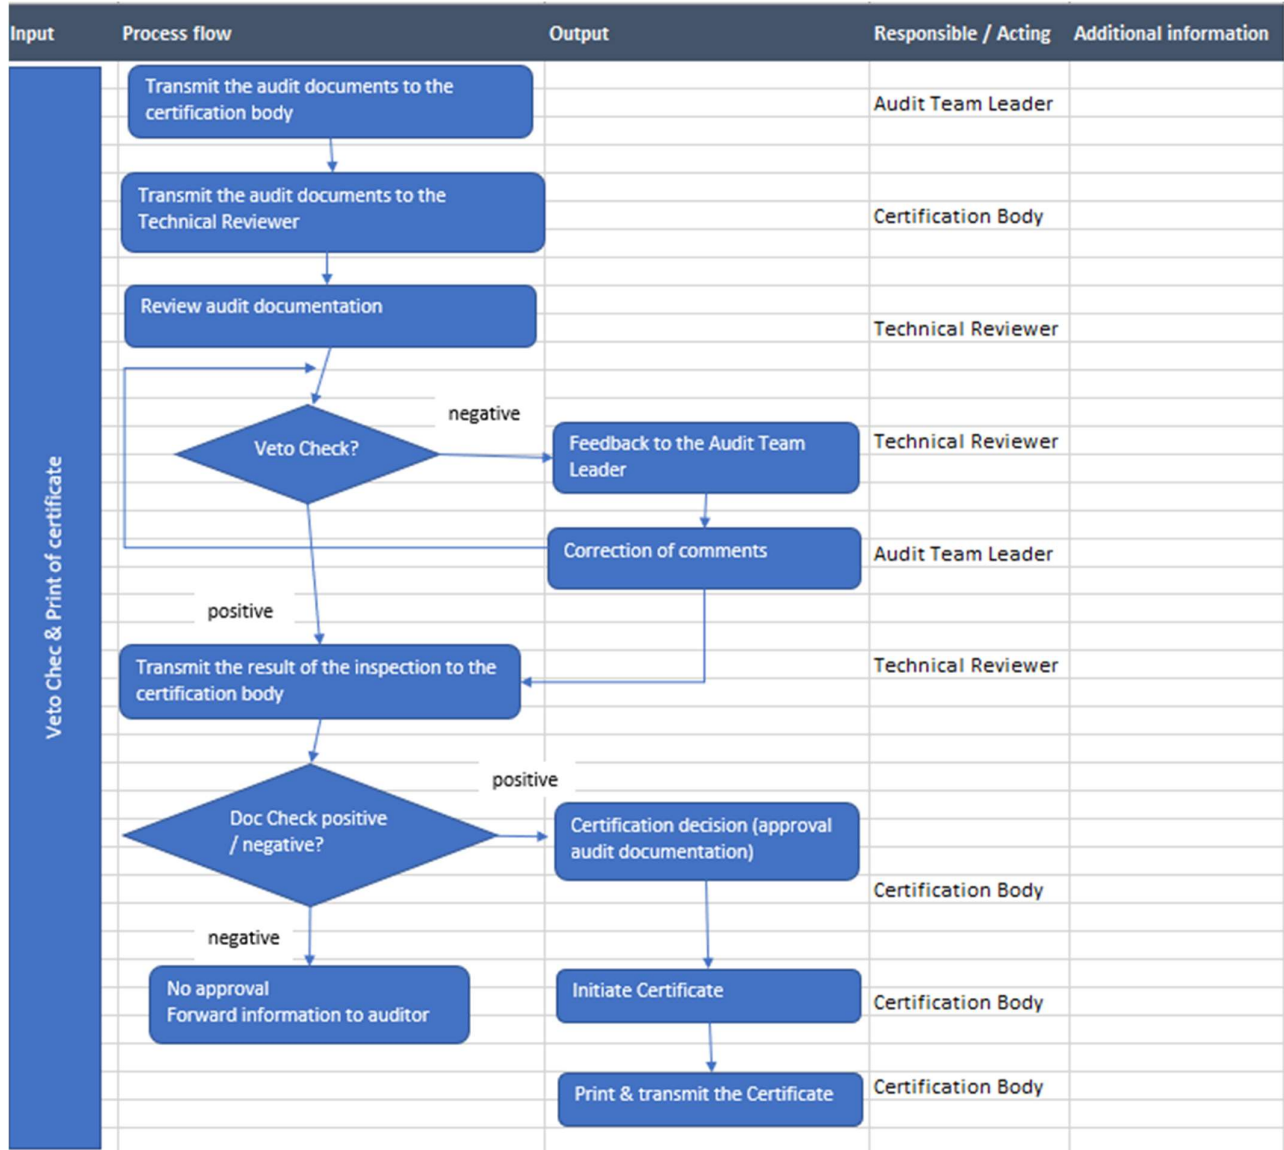 Input
Process flow
Output
Responsible / Acting
Additional information
Veto Chec & Print of certificate
Transmit the audit documents to the
certification body
Audit Team Leader
Transmit the audit documents to the
Technical Reviewer
Certification Body
Review audit documentation
Technical Reviewer
Veto Check?
negative
Feedback to the Audit Team
Leader
Technical Reviewer
Correction of comments
Audit Team Leader
positive
Transmit the result of the inspection to the
certification body
Technical Reviewer
Doc Check positive
/ negative?
positive
Certification decision (approval
audit documentation)
Certification Body
negative
No approval
Forward information to auditor
Initiate Certificate
Certification Body
Print & transmit the Certificate
Certification Body